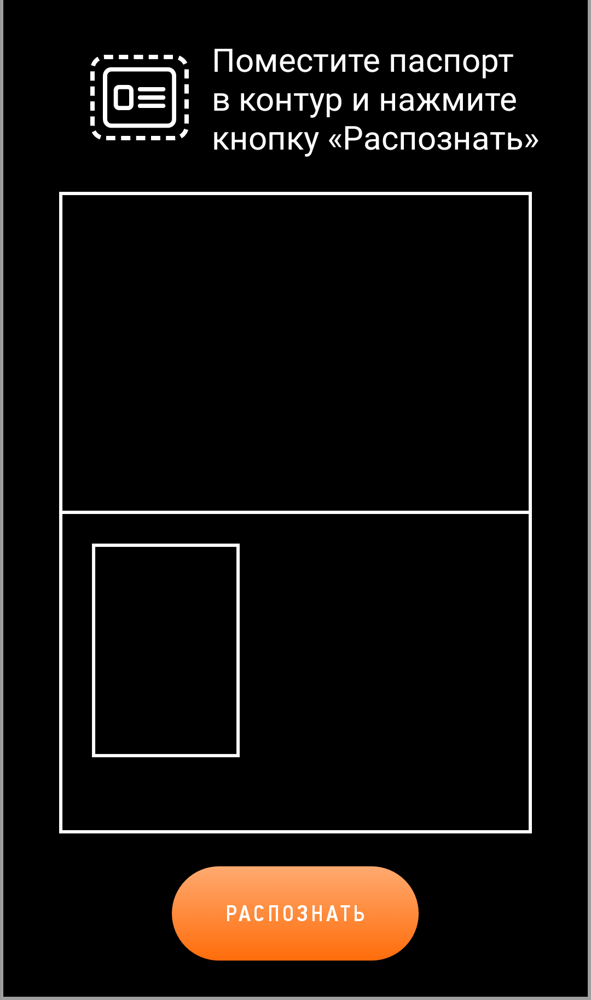 Поместите паспорт
в контур и нажмите
кнопку «Распознать»
РАСПОЗНАТЬ